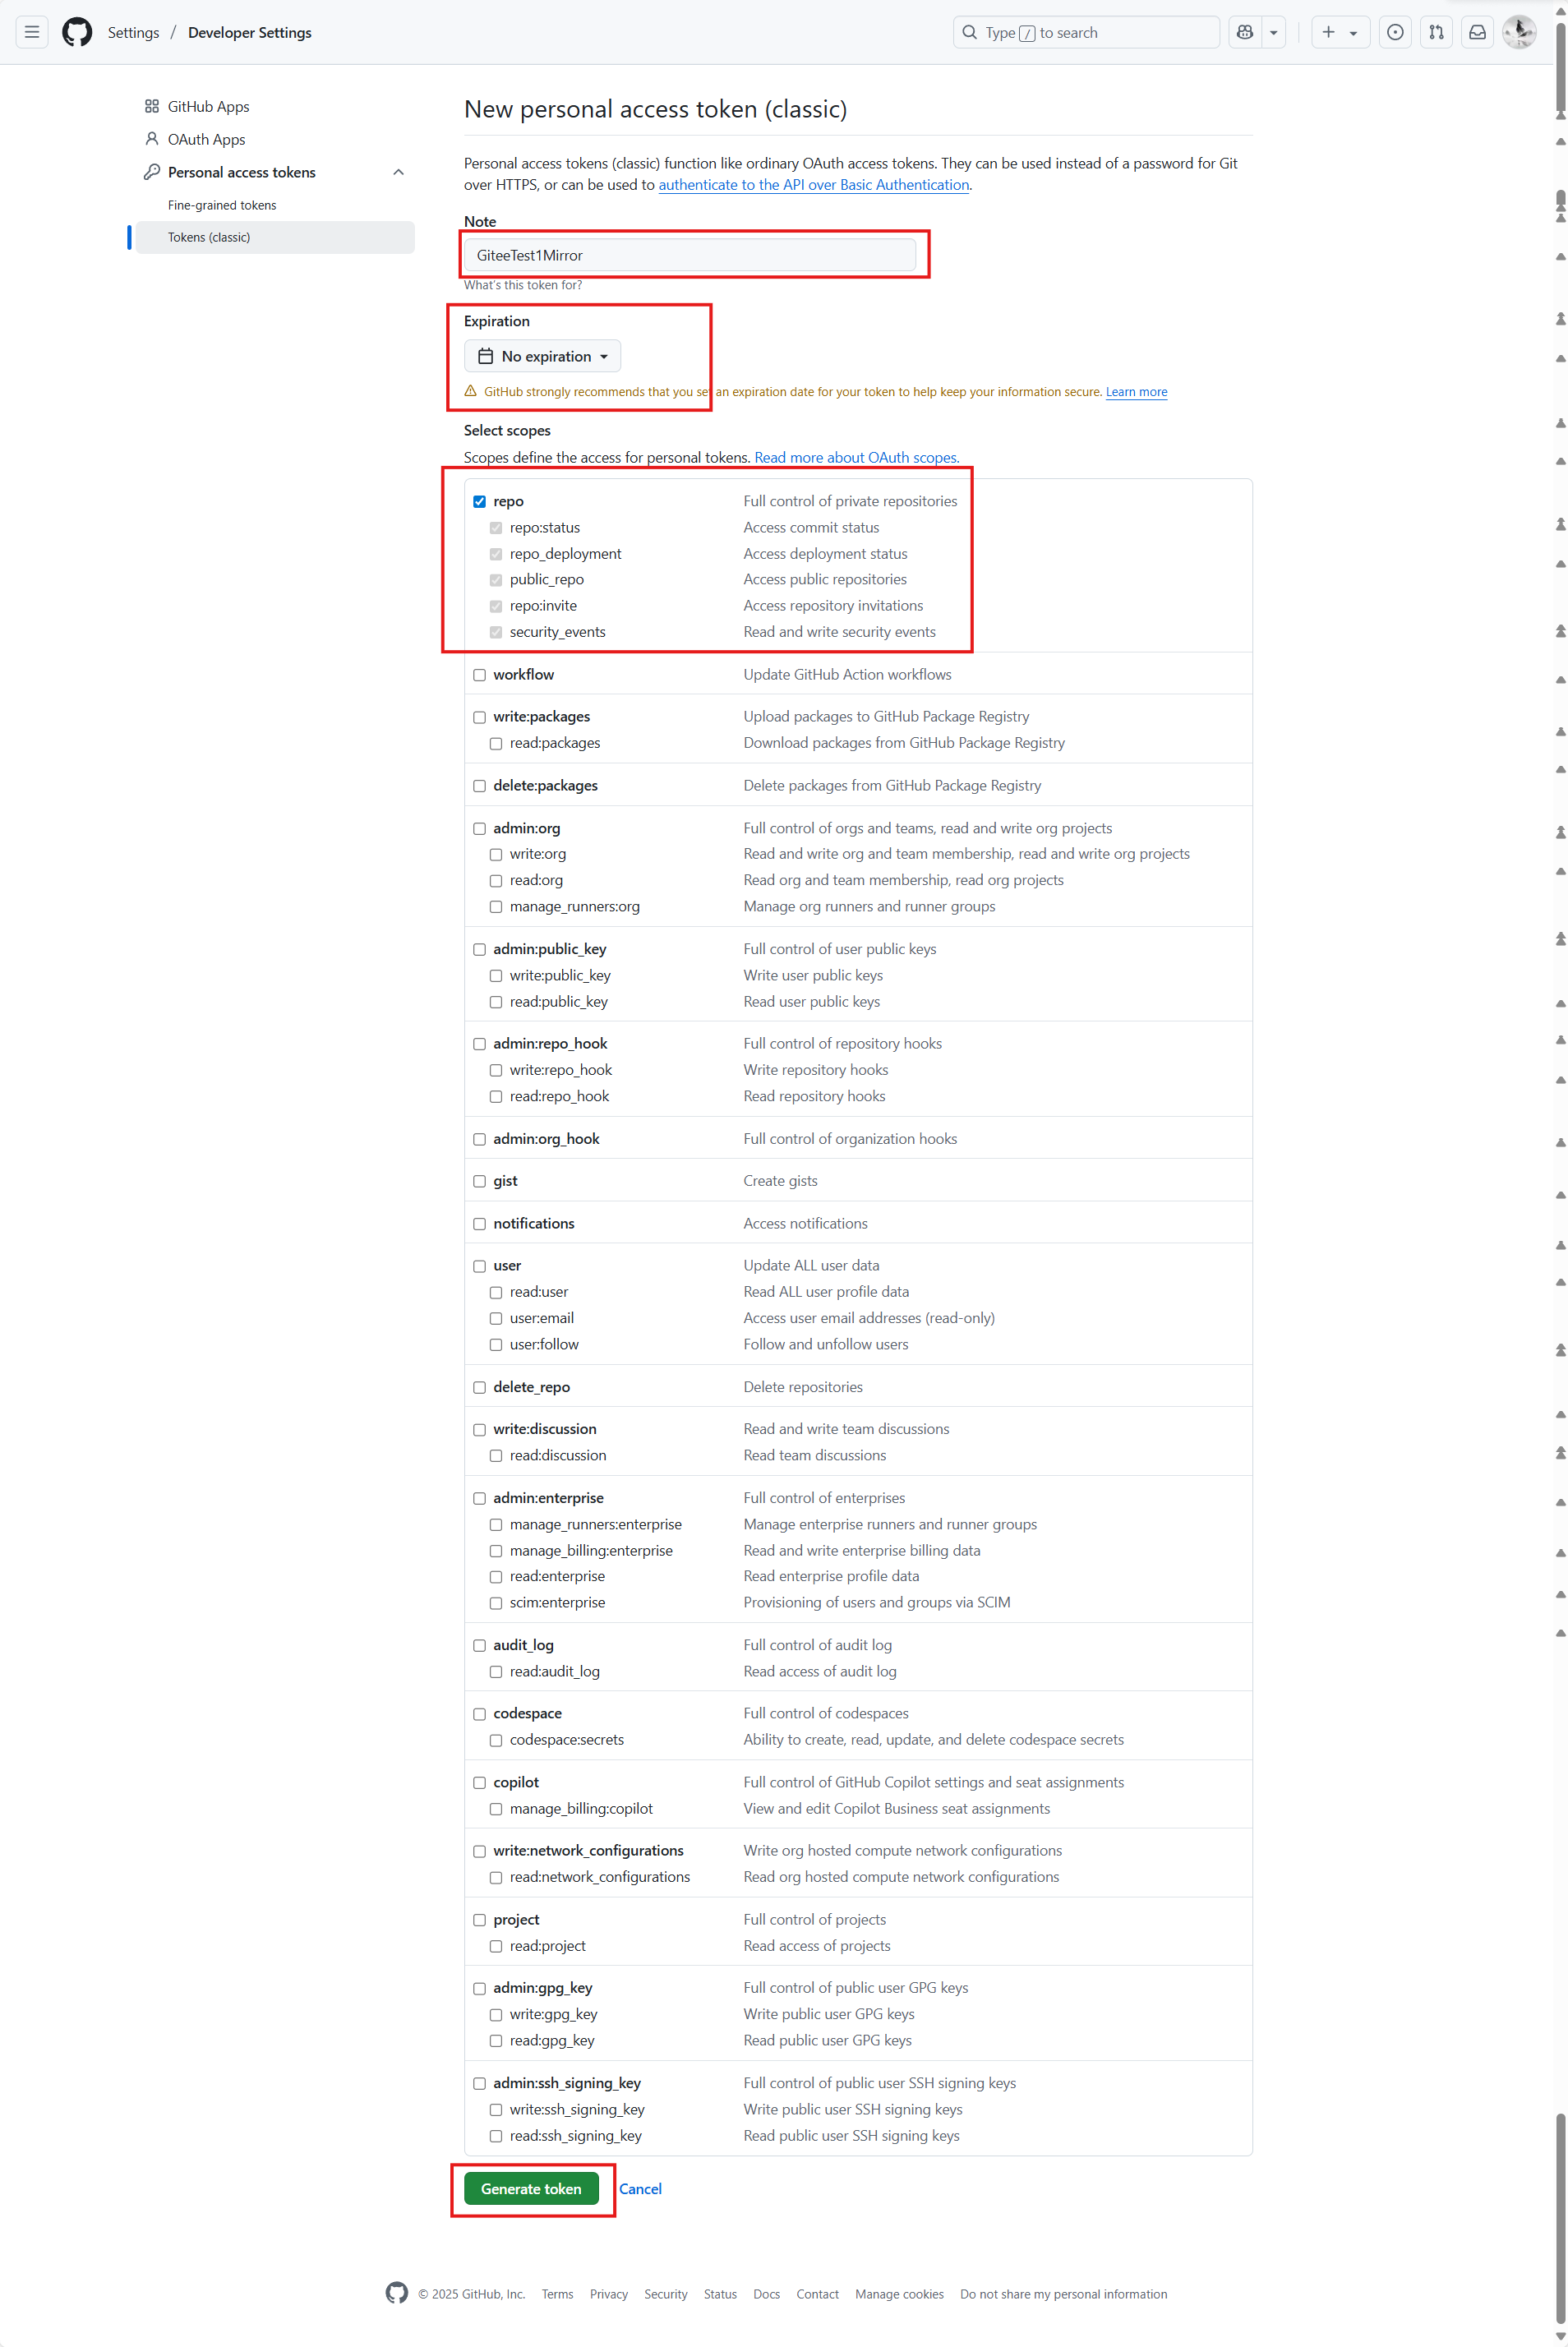 Settings / Developer Settings
Type / to search
GitHub Apps
OAuth Apps
Personal access tokens
Fine-grained tokens
Tokens (classic)
New personal access token (classic)
Personal access tokens (classic) function like ordinary OAuth access tokens. They can be used instead of a password for Git
over HTTPS, or can be used to authenticate to the API over Basic Authentication.
Note
GiteeTest1Mirror
What's this token for?
Expiration
No expiration
GitHub strongly recommends that you set an expiration date for your token to help keep your information secure. Learn more
Select scopes
Scopes define the access for personal tokens. Read more about OAuth scopes.
repo Full control of private repositories
repo:status Access commit status
repo_deployment Access deployment status
public_repo Access public repositories
repo:invite Access repository invitations
security_events Read and write security events
workflow Update GitHub Action workflows
write:packages Upload packages to GitHub Package Registry
read:packages Download packages from GitHub Package Registry
delete:packages Delete packages from GitHub Package Registry
admin:org Full control of orgs and teams, read and write org projects
write:org Read and write org and team membership, read and write org projects
read:org Read org and team membership, read org projects
manage_runners:org Manage org runners and runner groups
admin:public_key Full control of user public keys
write:public_key Write user public keys
read:public_key Read user public keys
admin:repo_hook Full control of repository hooks
write:repo_hook Write repository hooks
read:repo_hook Read repository hooks
admin:org_hook Full control of organization hooks
gist Create gists
notifications Access notifications
user Update ALL user data
read:user Read ALL user profile data
user:email Access user email addresses (read-only)
user:follow Follow and unfollow users
delete_repo Delete repositories
write:discussion Read and write team discussions
read:discussion Read team discussions
admin:enterprise Full control of enterprises
manage_runners:enterprise Manage enterprise runners and runner groups
manage_billing:enterprise Read and write enterprise billing data
read:enterprise Read enterprise profile data
scim:enterprise Provisioning of users and groups via SCIM
audit_log Full control of audit log
read:audit_log Read access of audit log
codespace Full control of codespaces
codespace:secrets Ability to create, read, update, and delete codespace secrets
copilot Full control of GitHub Copilot settings and seat assignments
manage_billing:copilot View and edit Copilot Business seat assignments
write:network_configurations Write org hosted compute network configurations
read:network_configurations Read org hosted compute network configurations
project Full control of projects
read:project Read access of projects
admin:gpg_key Full control of public user GPG keys
write:gpg_key Write public user GPG keys
read:gpg_key Read public user GPG keys
admin:ssh_signing_key Full control of public user SSH signing keys
write:ssh_signing_key Write public user SSH signing keys
read:ssh_signing_key Read public user SSH signing keys
Generate token Cancel
© 2025 GitHub, Inc. Terms Privacy Security Status Docs Contact Manage cookies Do not share my personal information